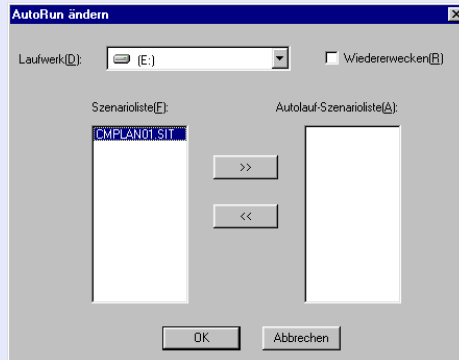 AutoRun ändern
Laufwerk(D): (E:) Wiedererwecken(R)
Szenarioliste(F): Autolauf-Szenarioliste(A):
CMPLAN01.SIT
>>
<<
OK Abbrechen